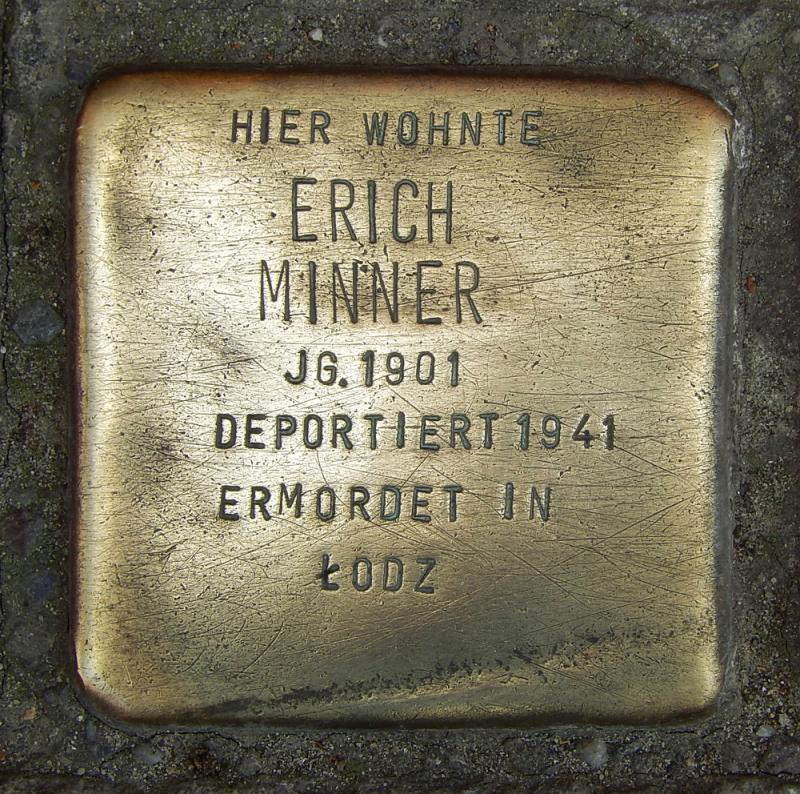 HIER WOHNTE
ERICH
MINNER
JG. 1901
DEPORTIERT 1941
ERMORDET IN
ŁODZ